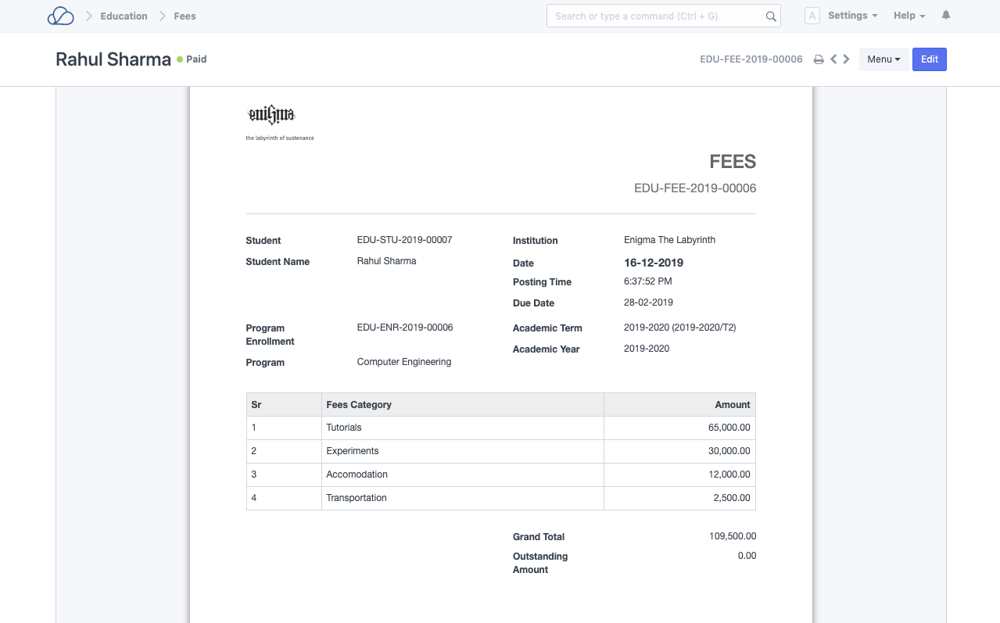 Education
Fees
Search or type a command (Ctrl + G)
A
Settings
Help
Rahul Sharma
Paid
EDU-FEE-2019-00006
Menu
Edit
enigma
the labyrinth of sustenance
FEES
EDU-FEE-2019-00006
Student EDU-STU-2019-00007
Student Name Rahul Sharma
Institution Enigma The Labyrinth
Date 16-12-2019
Posting Time 6:37:52 PM
Due Date 28-02-2019
Program
Enrollment
EDU-ENR-2019-00006
Program Computer Engineering
Academic Term 2019-2020 (2019-2020/T2)
Academic Year 2019-2020
Sr Fees Category Amount
1 Tutorials 65,000.00
2 Experiments 30,000.00
3 Accomodation 12,000.00
4 Transportation 2,500.00
Grand Total 109,500.00
Outstanding
Amount
0.00